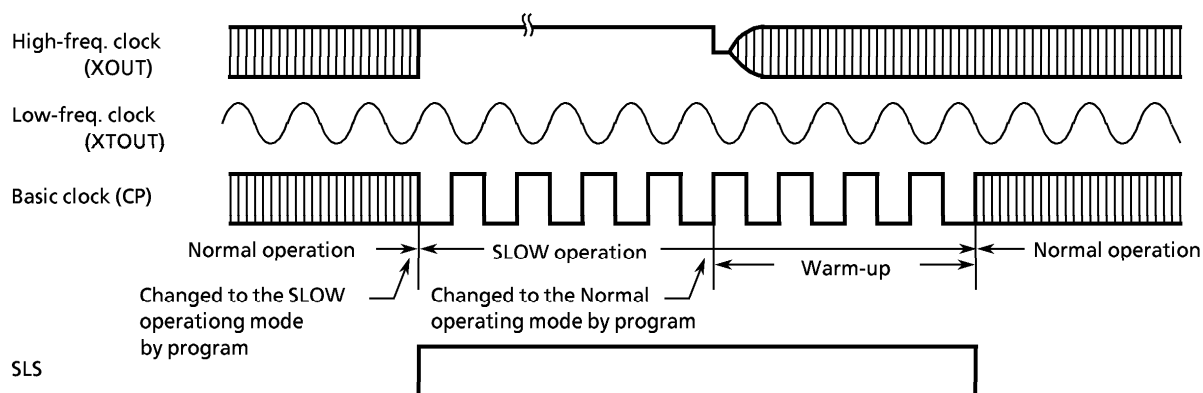 High-freq. clock
(XOUT)
Low-freq. clock
(XTOUT)
Basic clock (CP)
Normal operation
SLOW operation
Normal operation
Warm-up
Changed to the SLOW
operationg mode
by program
Changed to the Normal
operating mode by program
SLS